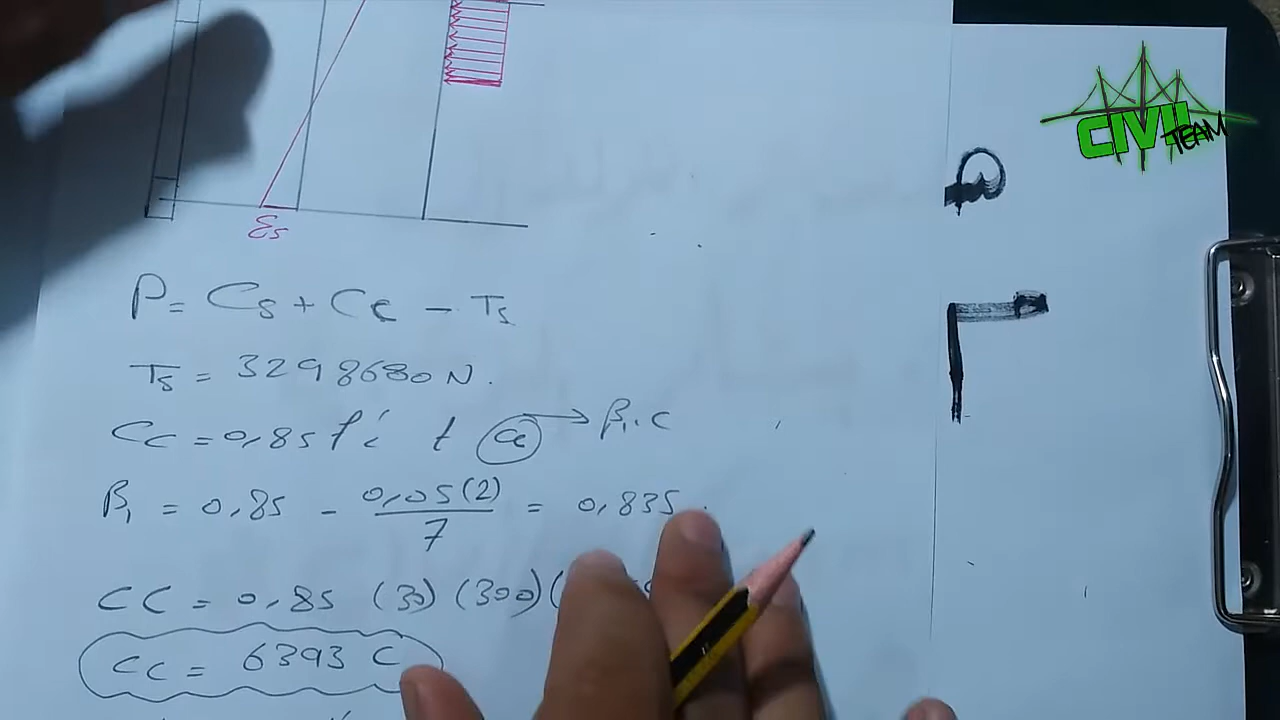 CIVIL
TEAM
εs
P = Cs + Cc - Ts
Ts = 3298680 N.
Cc = 0,85 f'c t a → β1.C
β1 = 0,85 - 0,05(2)/7 = 0,835
CC = 0,85 (30) (300)(
CC = 6393 C